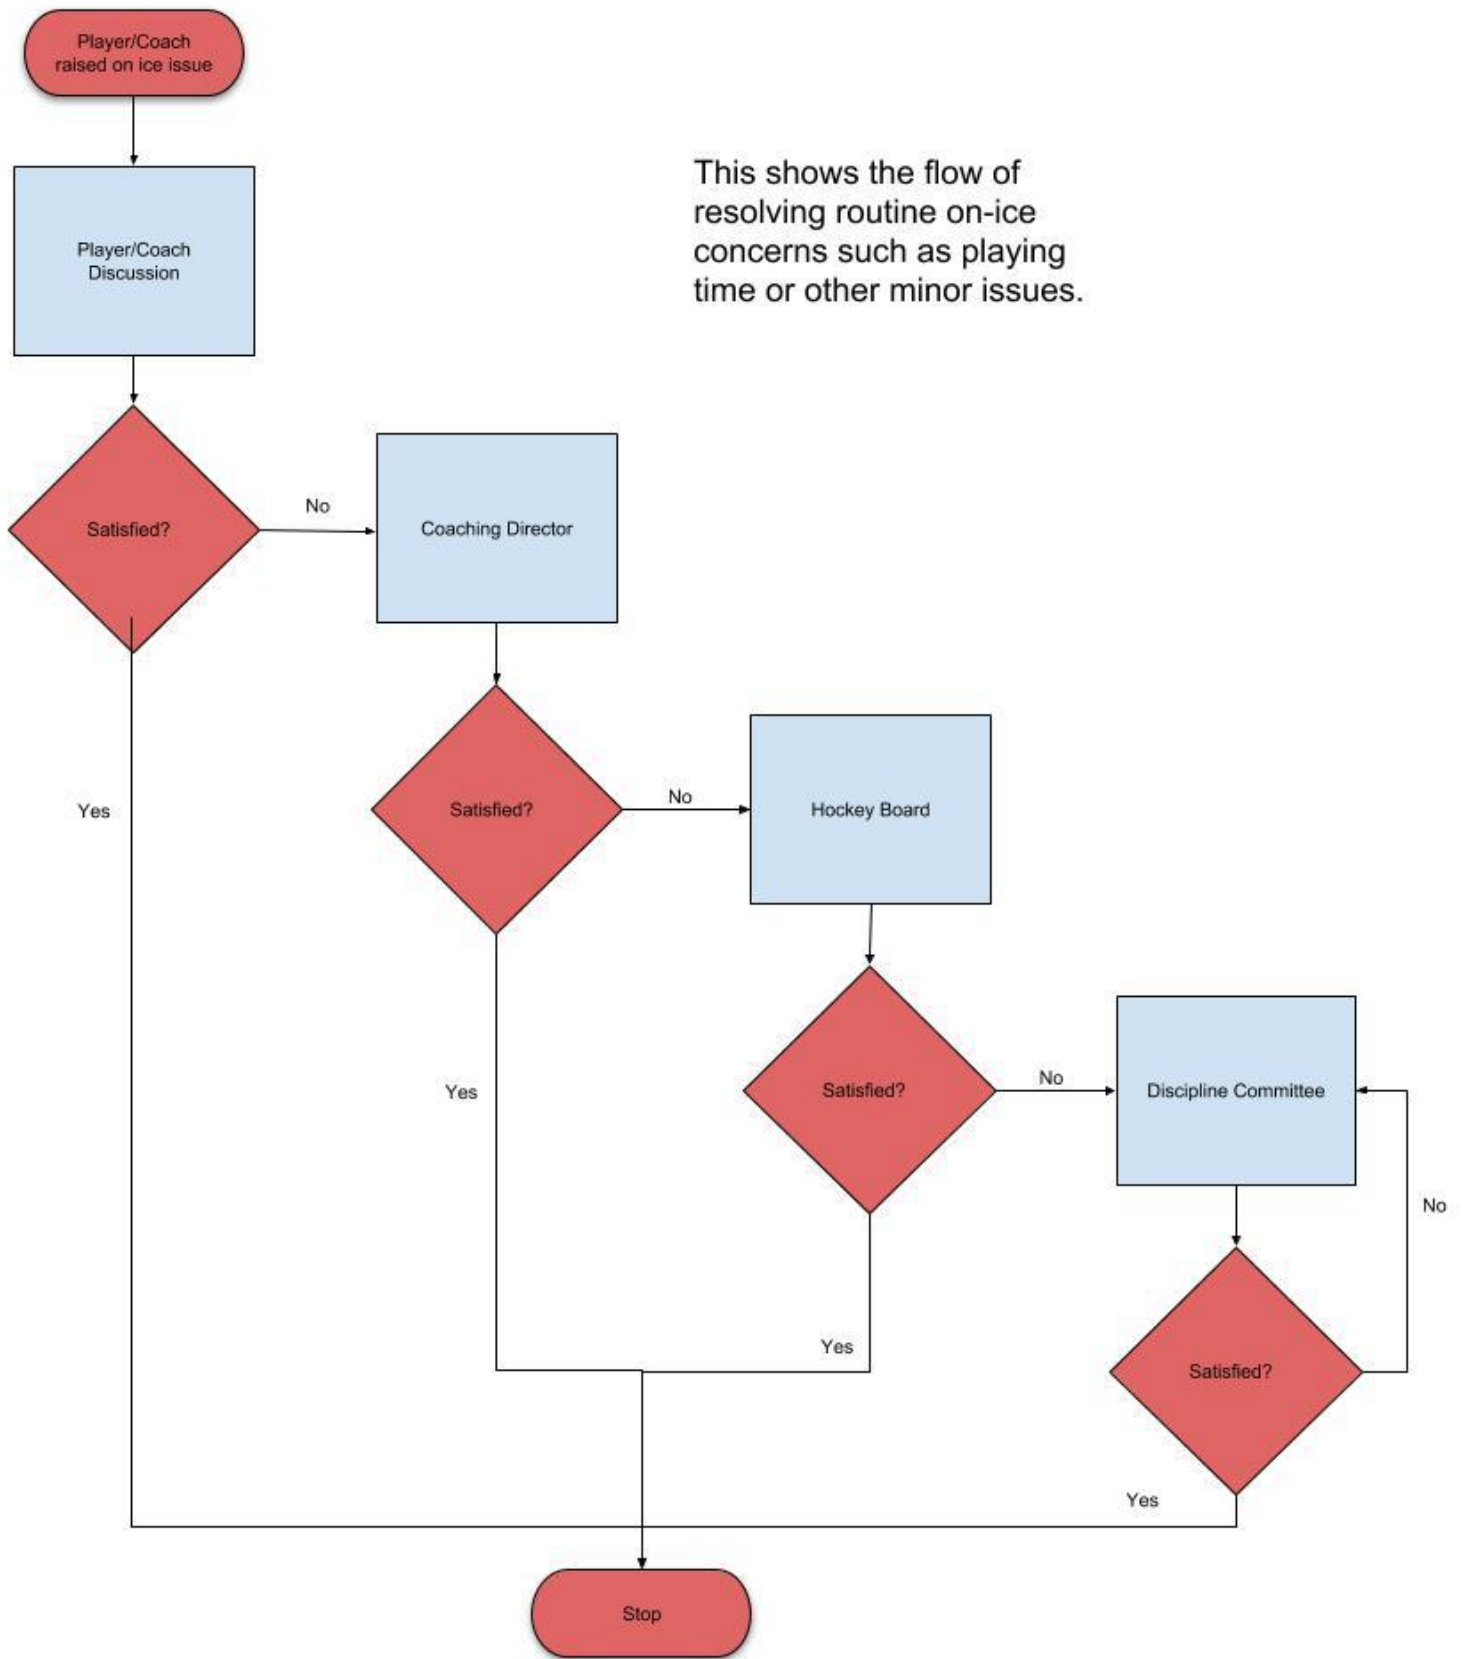 Player/Coach
raised on ice issue
This shows the flow of
resolving routine on-ice
concerns such as playing
time or other minor issues.
Player/Coach
Discussion
No
Satisfied?
Coaching Director
Yes
Satisfied?
No
Hockey Board
Yes
Satisfied?
No
Discipline Committee
No
Yes
Satisfied?
Yes
Stop